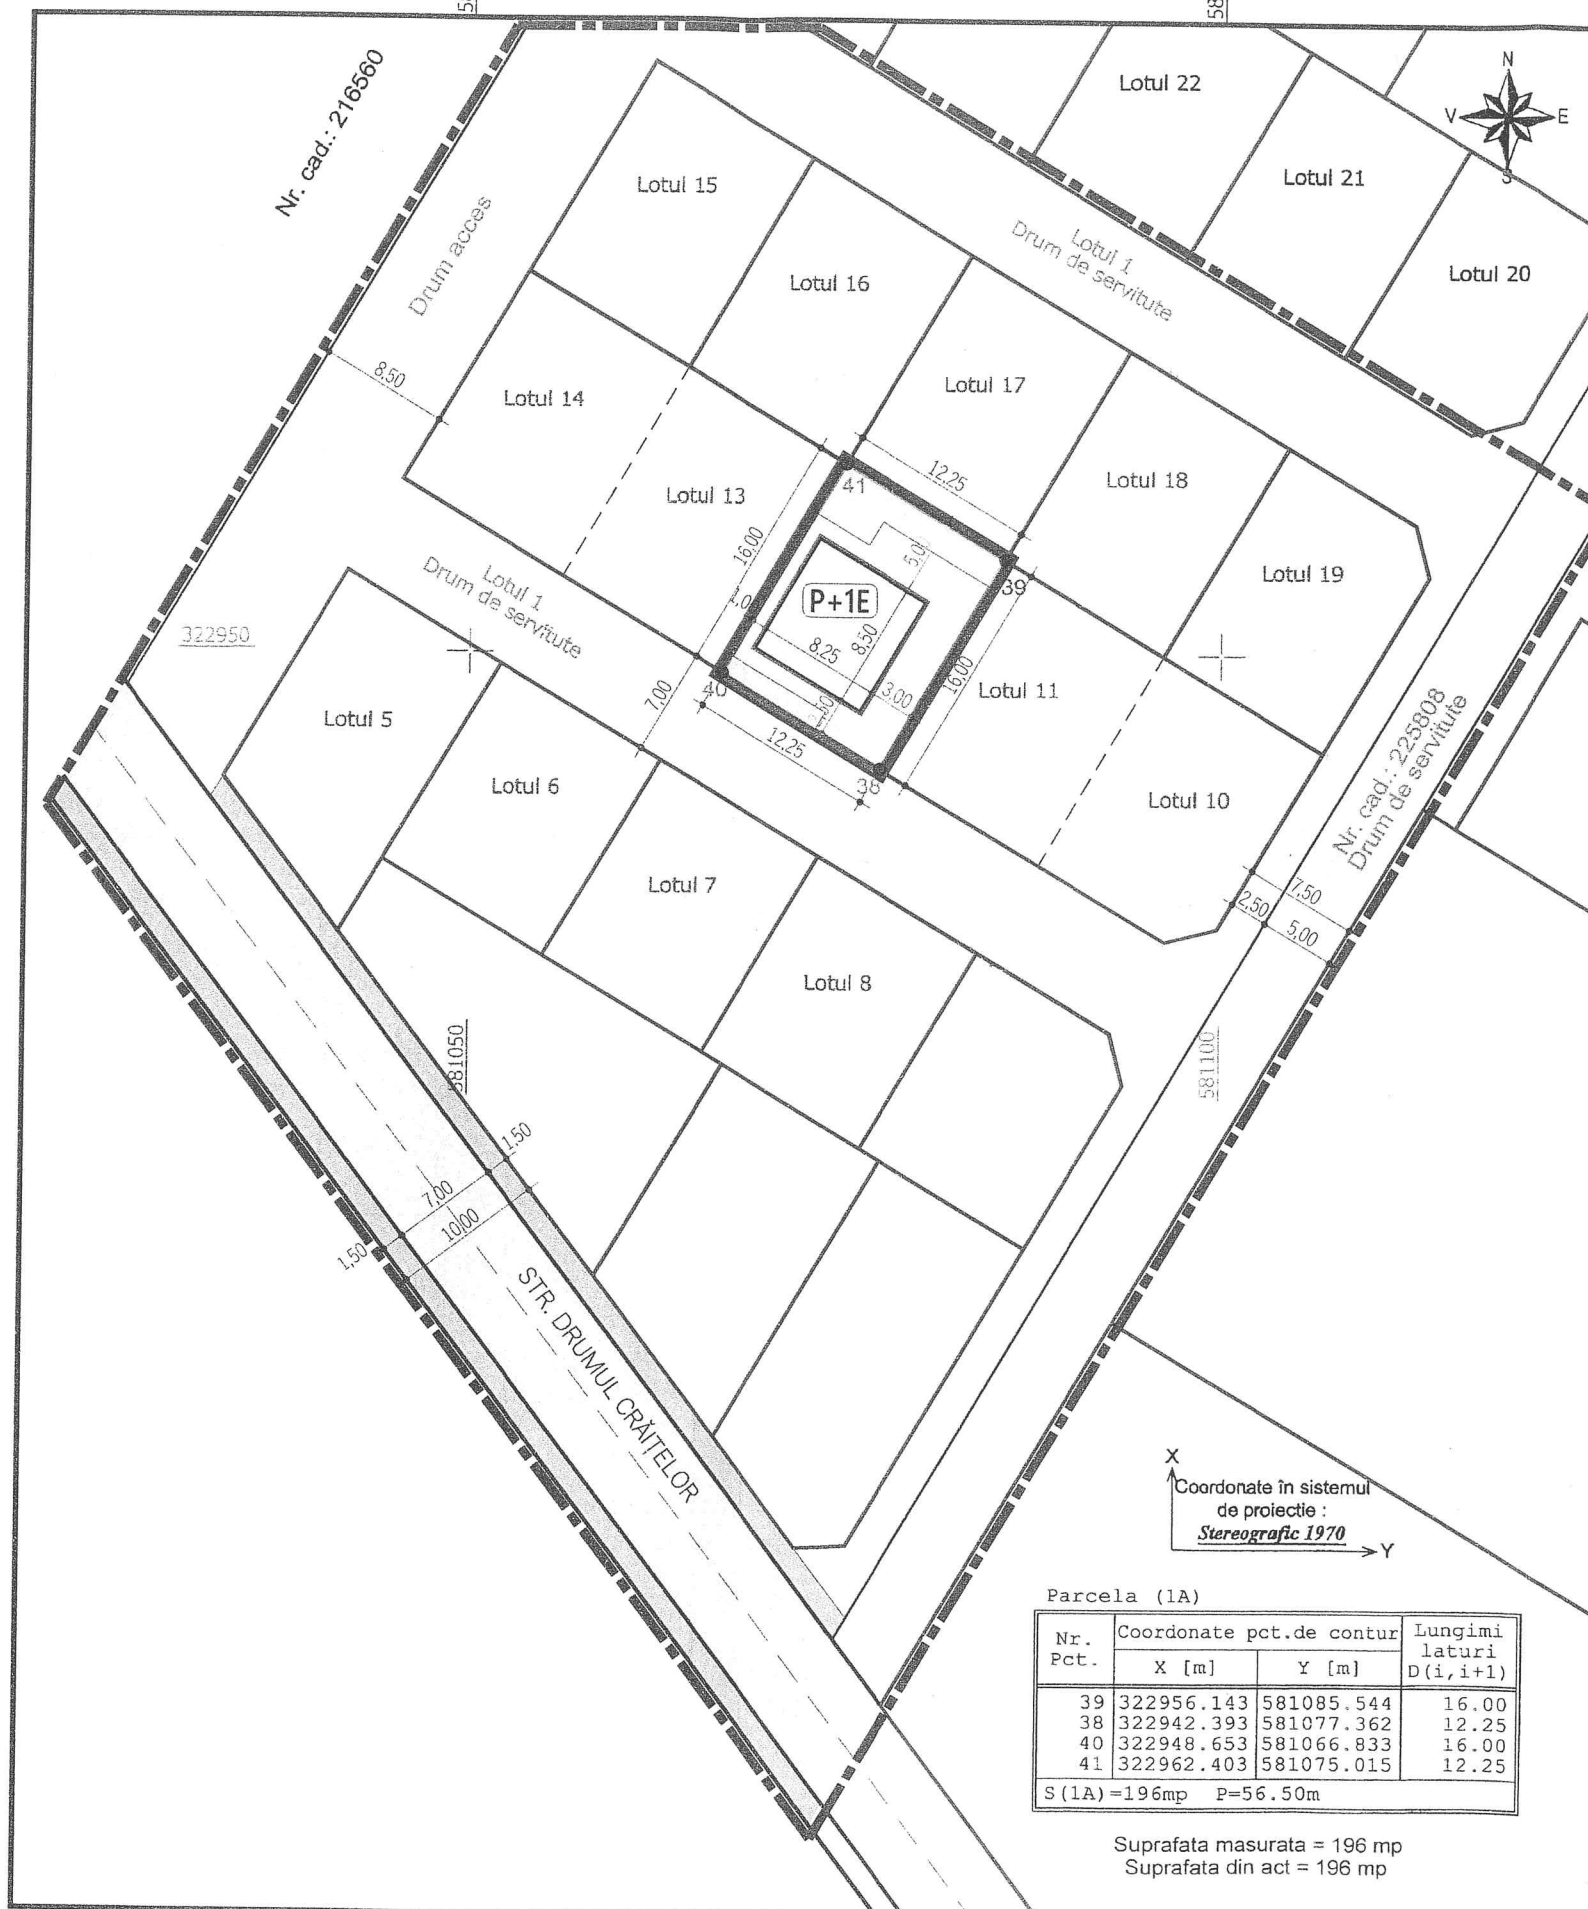 Nr. cad.: 216560
Drum acces
8,50
Lotul 22
Lotul 21
Lotul 20
N
V
E
S
Lotul 15
Lotul 16
Lotul 1
Drum de servitute
Lotul 14
Lotul 17
Lotul 13
12,25
Lotul 18
41
16,00
5,0
39
Lotul 19
Lotul 1
Drum de servitute
P+1E
8,25
8,50
3,00
16,00
322950
40
7,00
12,25
38
Lotul 11
Lotul 5
Lotul 6
Lotul 10
Nr. cad.: 225808
Drum de servitute
Lotul 7
7,50
2,50
5,00
Lotul 8
581050
581100
1,50
7,00
10,00
1,50
STR. DRUMUL CRĂIȚELOR
X
Coordonate în sistemul
de proiectie :
Stereografic 1970
Y
Parcela (1A)
Nr. Pct. Coordonate pct.de contur Lungimi laturi D(i,i+1)
X [m] Y [m]
39 322956.143 581085.544 16.00
38 322942.393 581077.362 12.25
40 322948.653 581066.833 16.00
41 322962.403 581075.015 12.25
S(1A)=196mp P=56.50m
Suprafata masurata = 196 mp
Suprafata din act = 196 mp